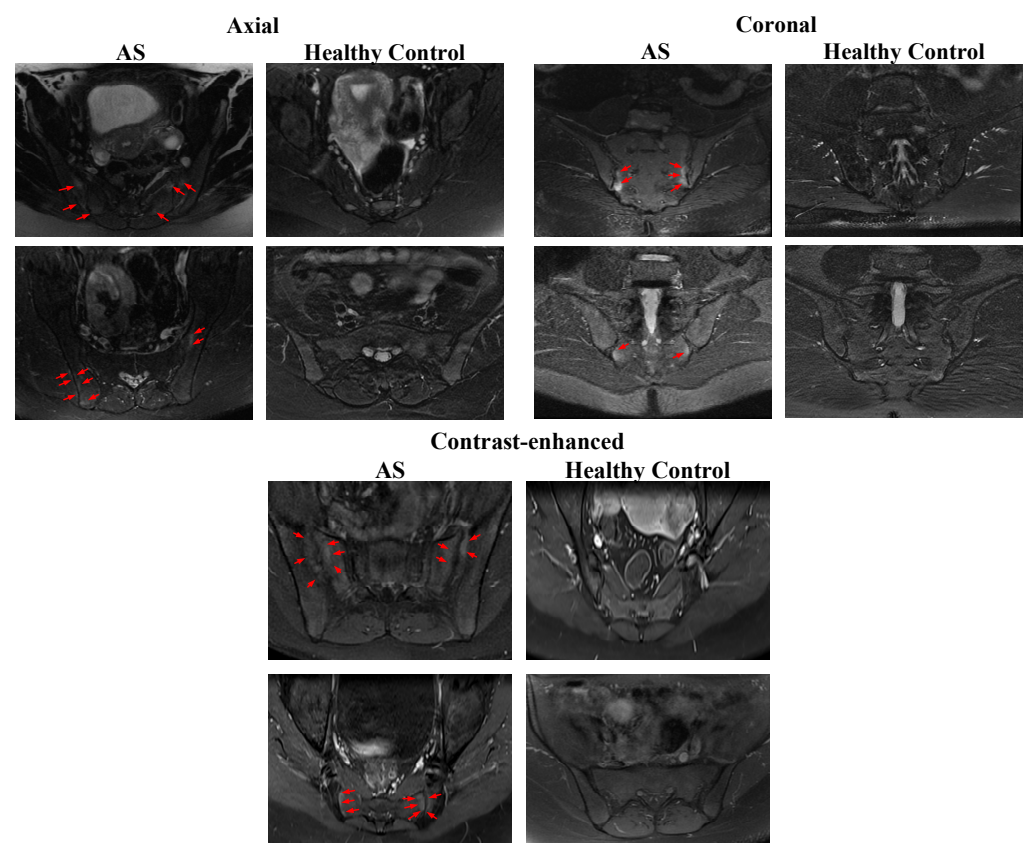 Axial
AS
Healthy Control
Coronal
AS
Healthy Control
Contrast-enhanced
AS
Healthy Control